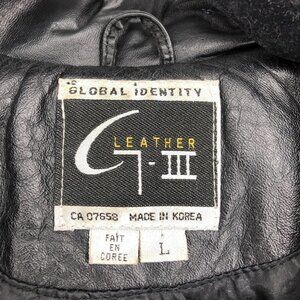 GLOBAL IDENTITY
LEATHER
G-III
CA 07658 MADE IN KOREA
FAIT
EN
COREE
L